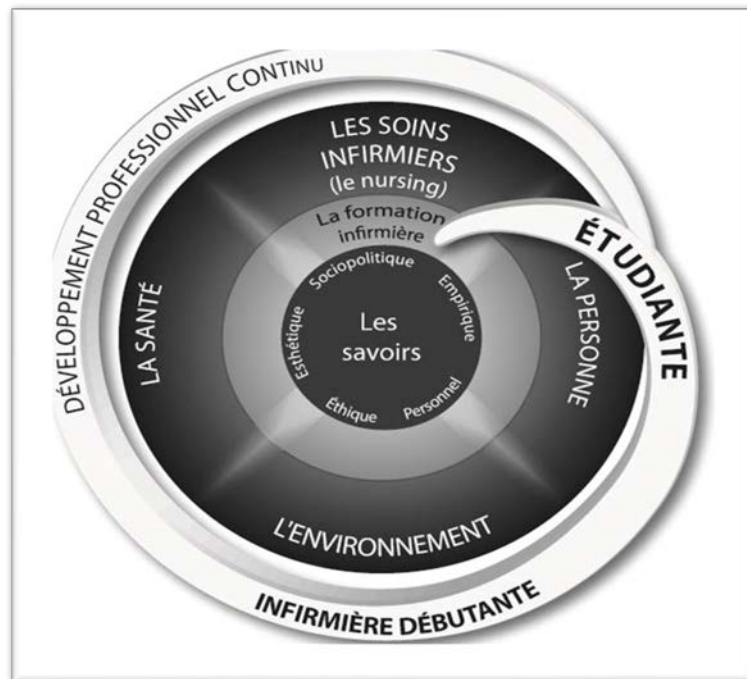 DÉVELOPPEMENT PROFESSIONNEL CONTINU
LES SOINS
INFIRMIERS
(le nursing)
La formation
infirmière
Sociopolitique
Empirique
Esthétique
Les
savoirs
Éthique
Personnel
LA SANTÉ
LA PERSONNE
ÉTUDIANTE
L'ENVIRONNEMENT
INFIRMIÈRE DÉBUTANTE